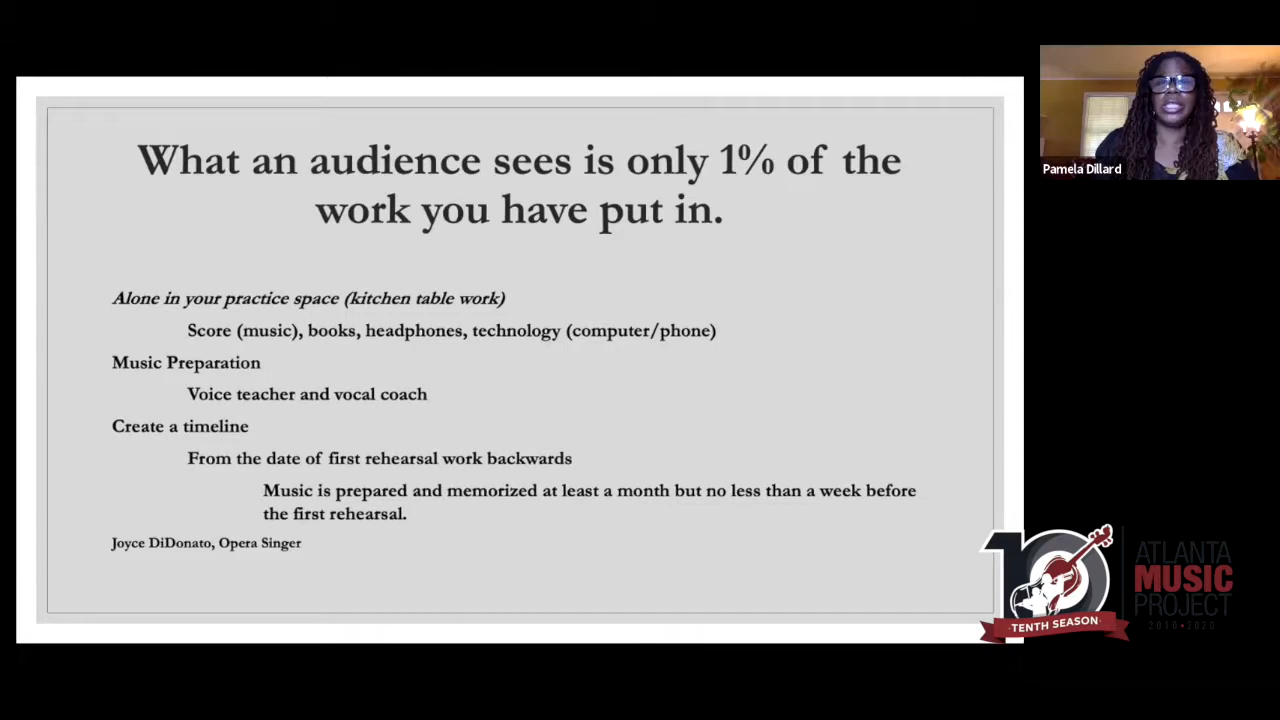 What an audience sees is only 1% of the
work you have put in.
Alone in your practice space (kitchen table work)
Score (music), books, headphones, technology (computer/phone)
Music Preparation
Voice teacher and vocal coach
Create a timeline
From the date of first rehearsal work backwards
Music is prepared and memorized at least a month but no less than a week before
the first rehearsal.
Joyce DiDonato, Opera Singer
Pamela Dillard
10
TENTH SEASON
ATLANTA
MUSIC
PROJECT
2010•2020